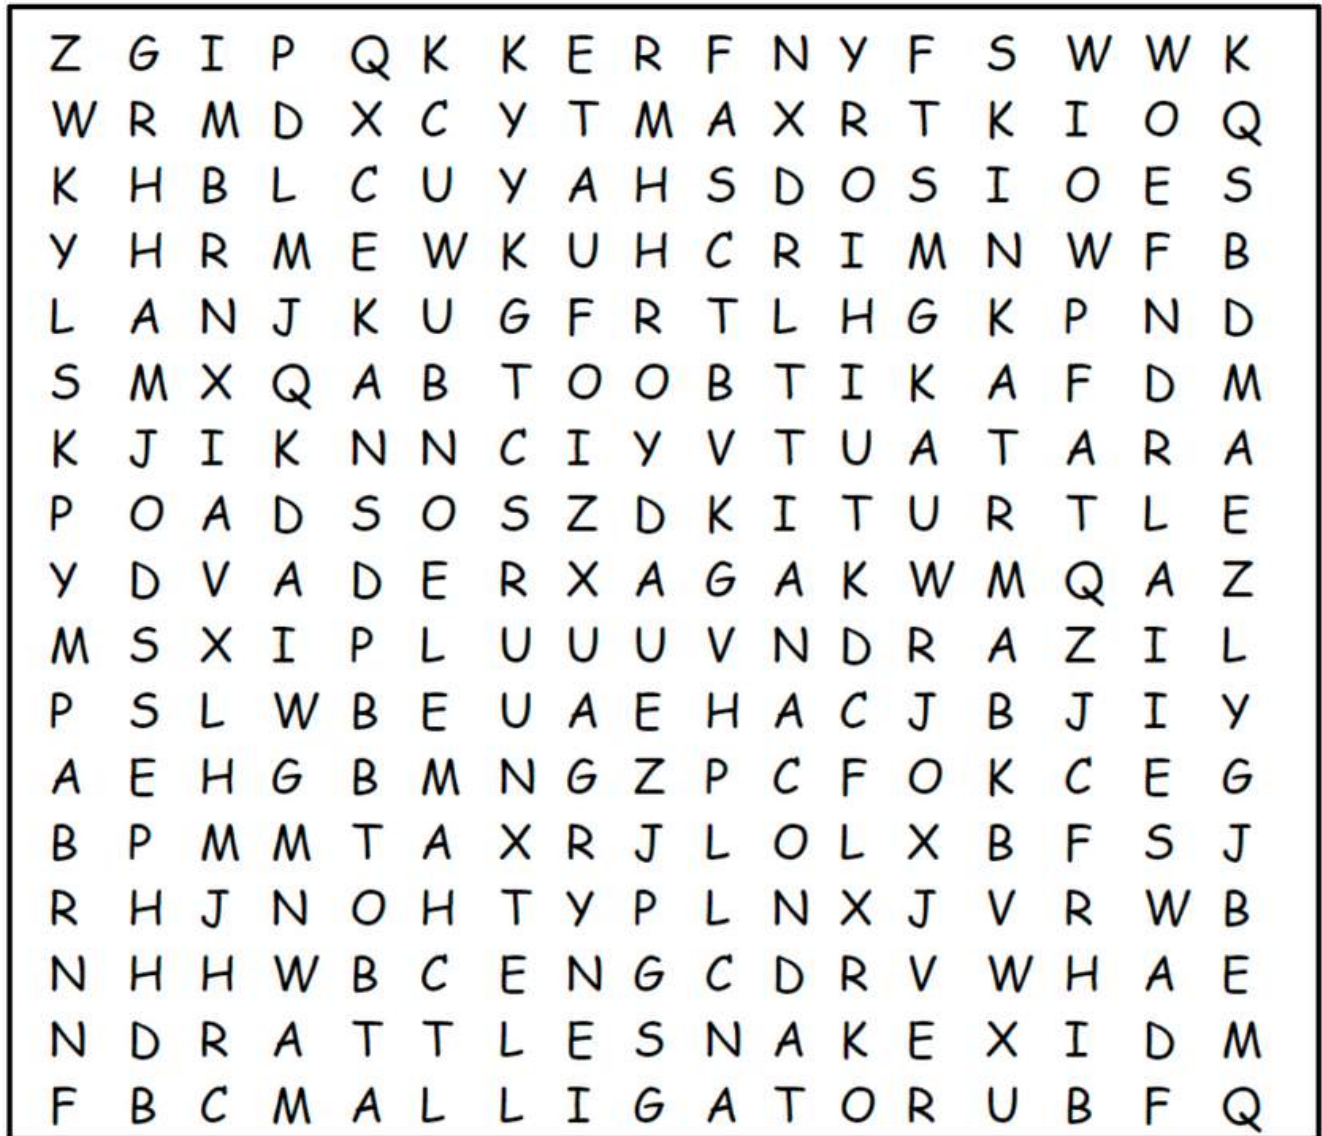 Z G I P Q K K E R F N Y F S W W K
W R M D X C Y T M A X R T K I O Q
K H B L C U Y A H S D O S I O E S
Y H R M E W K U H C R I M N W F B
L A N J K U G F R T L H G K P N D
S M X Q A B T O O B T I K A F D M
K J I K N N C I Y V T U A T A R A
P O A D S O S Z D K I T U R T L E
Y D V A D E R X A G A K W M Q A Z
M S X I P L U U U V N D R A Z I L
P S L W B E U A E H A C J B J I Y
A E H G B M N G Z P C F O K C E G
B P M M T A X R J L O L X B F S J
R H J N O H T Y P L N X J V R W B
N H H W B C E N G C D R V W H A E
N D R A T T L E S N A K E X I D M
F B C M A L L I G A T O R U B F Q